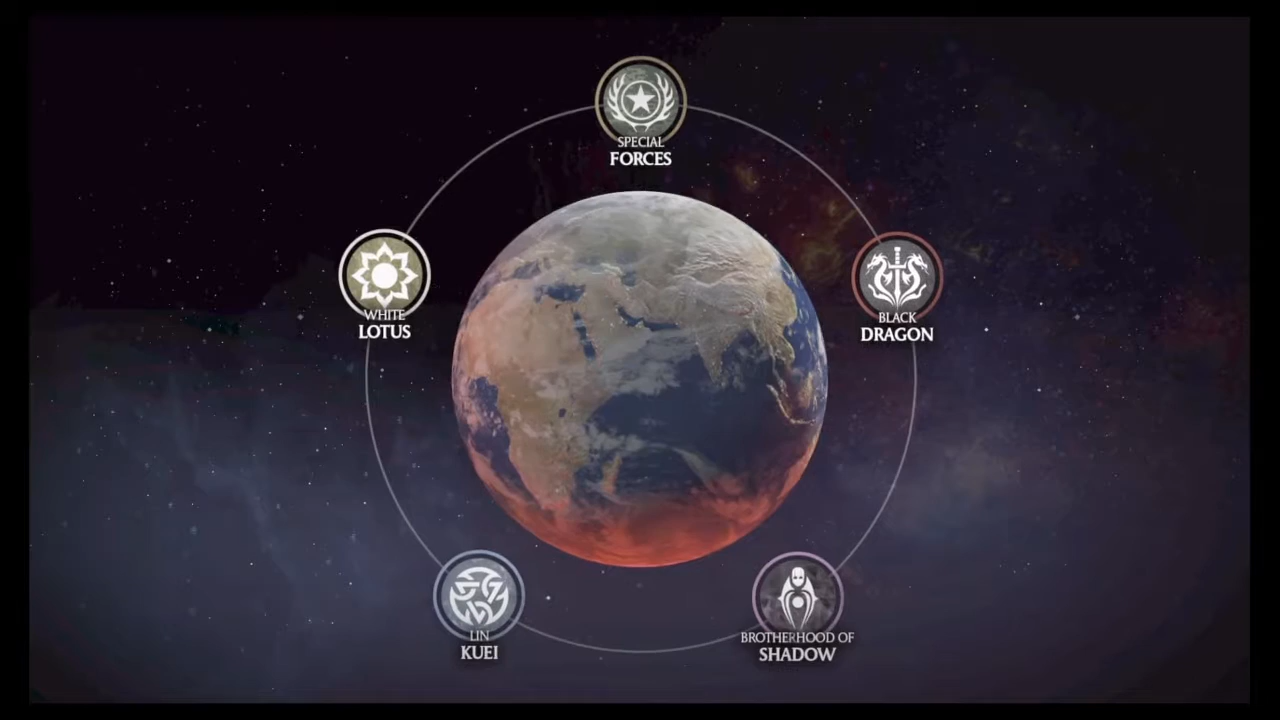 SPECIAL
FORCES
WHITE
LOTUS
BLACK
DRAGON
LIN
KUEI
BROTHERHOOD OF
SHADOW